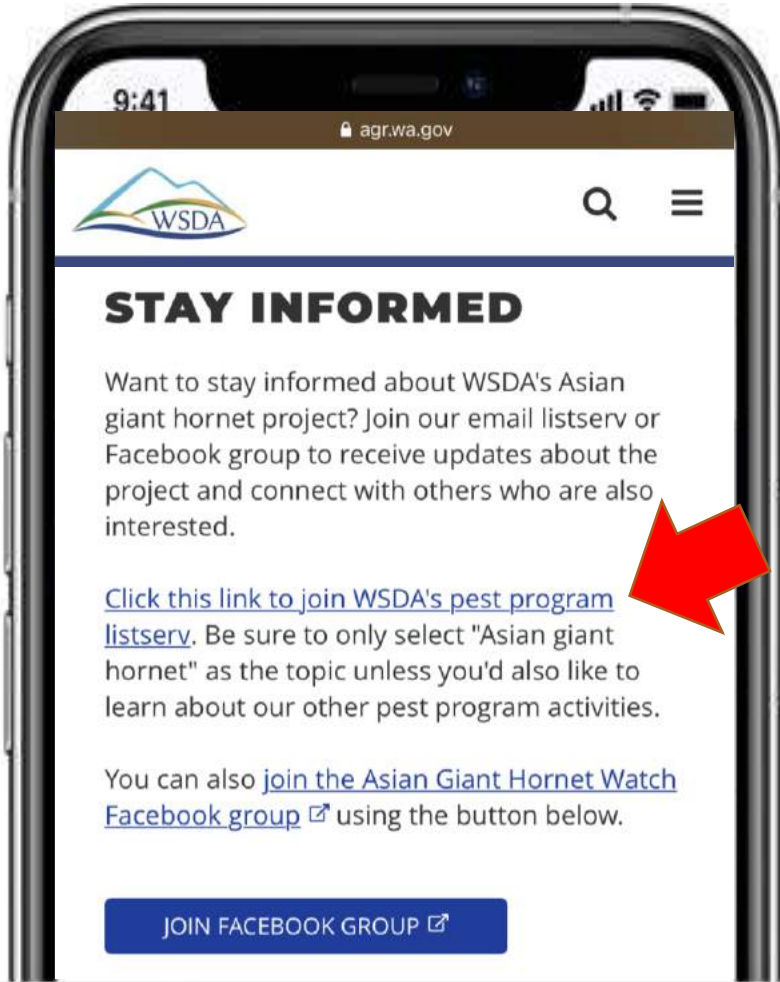 9:41
agr.wa.gov
WSDA
STAY INFORMED
Want to stay informed about WSDA's Asian
giant hornet project? Join our email listserv or
Facebook group to receive updates about the
project and connect with others who are also
interested.
Click this link to join WSDA's pest program
listserv. Be sure to only select "Asian giant
hornet" as the topic unless you'd also like to
learn about our other pest program activities.
You can also join the Asian Giant Hornet Watch
Facebook group using the button below.
JOIN FACEBOOK GROUP